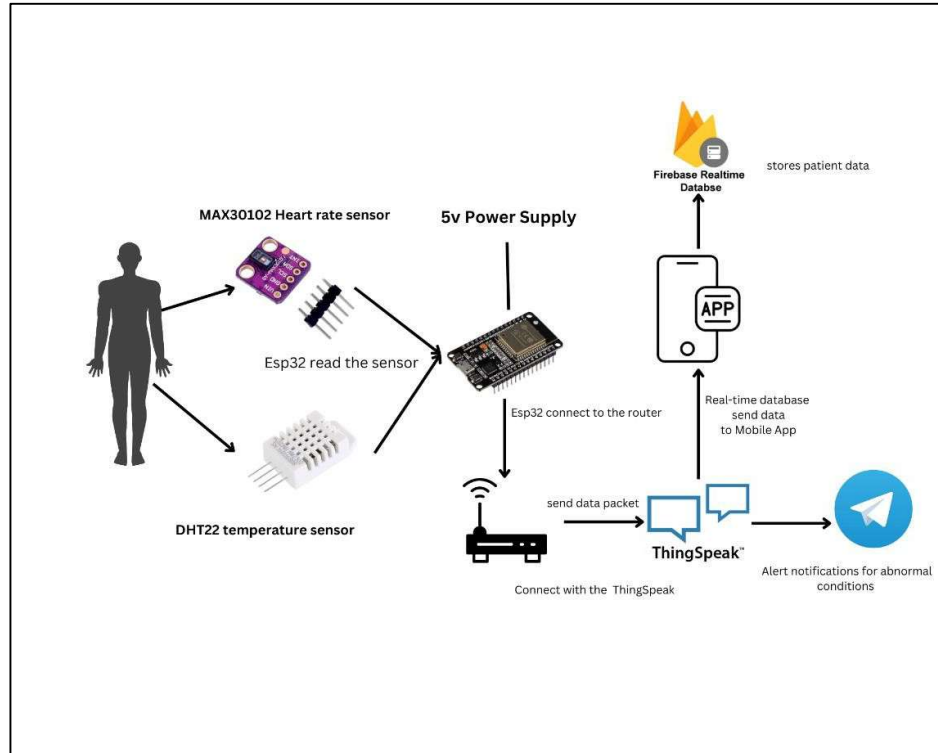 Firebase Realtime
Databse
stores patient data
MAX30102 Heart rate sensor
5v Power Supply
APP
Esp32 read the sensor
Esp32 connect to the router
Real-time database
send data
to Mobile App
DHT22 temperature sensor
send data packet
ThingSpeak™
Connect with the ThingSpeak
Alert notifications for abnormal
conditions